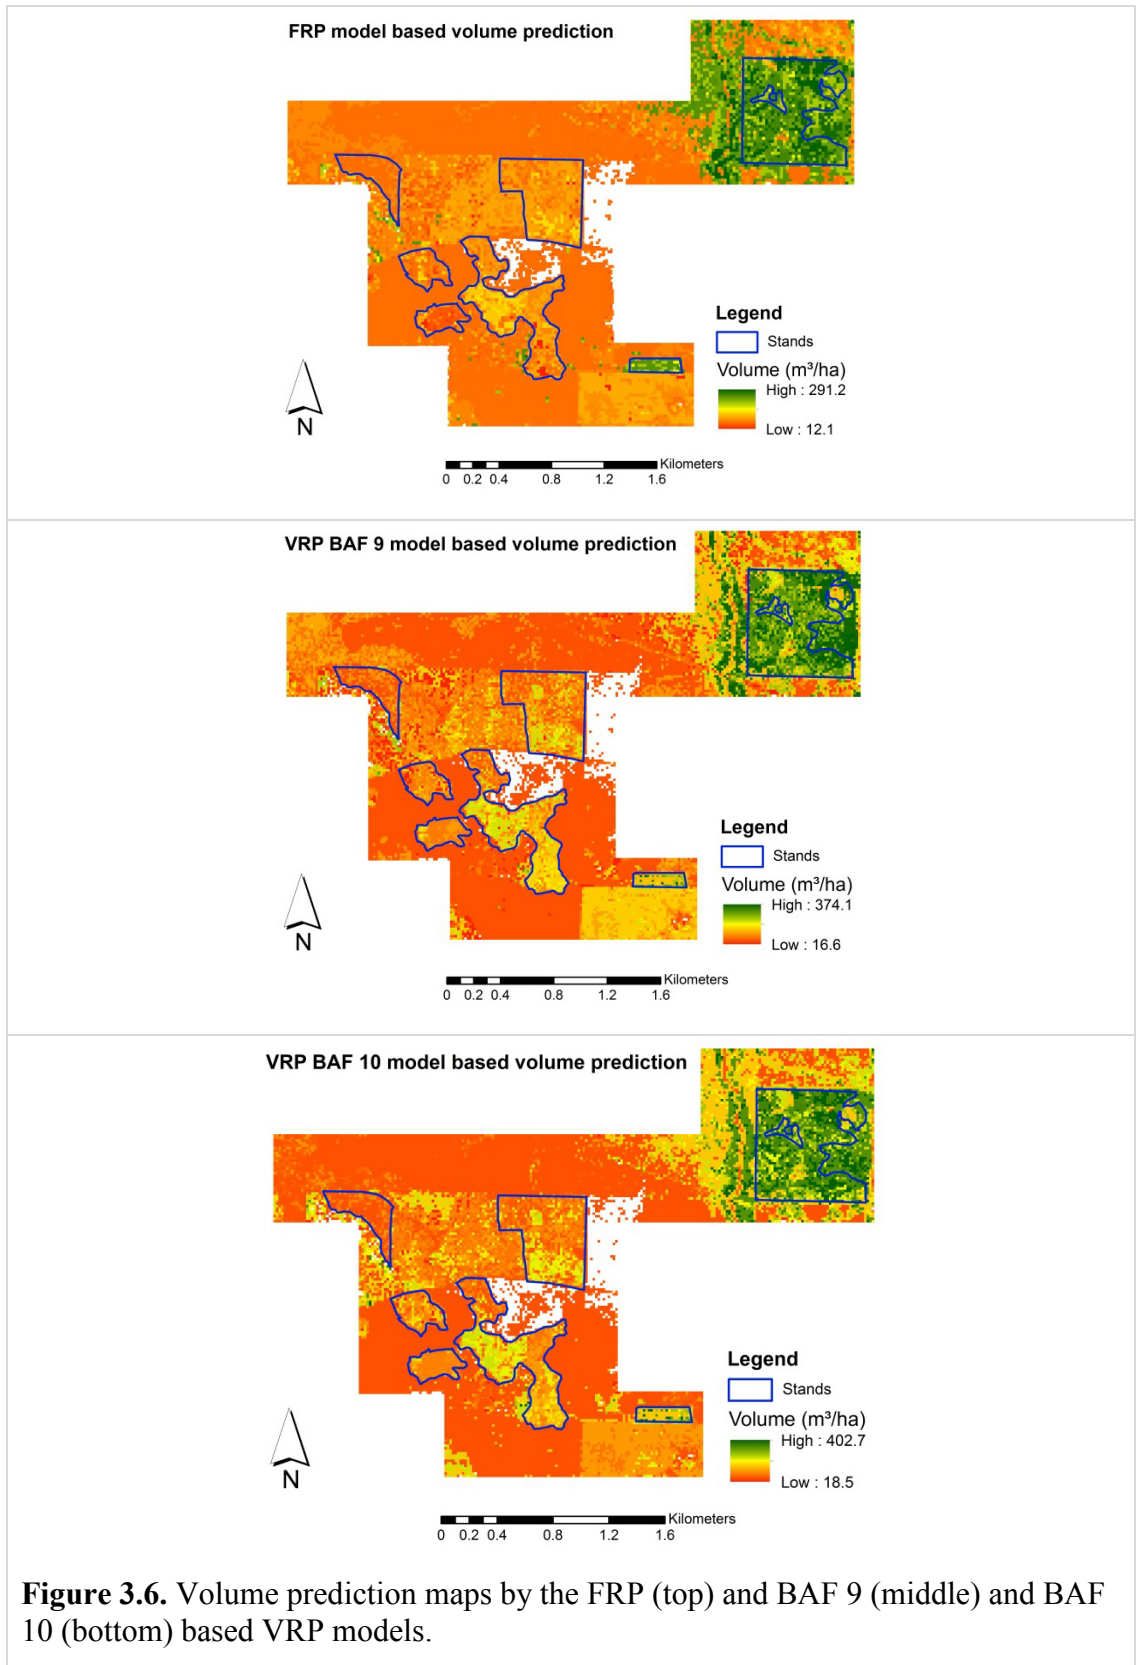 FRP model based volume prediction
Legend
Stands
Volume (m³/ha)
High : 291.2
Low : 12.1
N
Kilometers
0 0.2 0.4 0.8 1.2 1.6
VRP BAF 9 model based volume prediction
Legend
Stands
Volume (m³/ha)
High : 374.1
Low : 16.6
N
Kilometers
0 0.2 0.4 0.8 1.2 1.6
VRP BAF 10 model based volume prediction
Legend
Stands
Volume (m³/ha)
High : 402.7
Low : 18.5
N
Kilometers
0 0.2 0.4 0.8 1.2 1.6
Figure 3.6. Volume prediction maps by the FRP (top) and BAF 9 (middle) and BAF
10 (bottom) based VRP models.